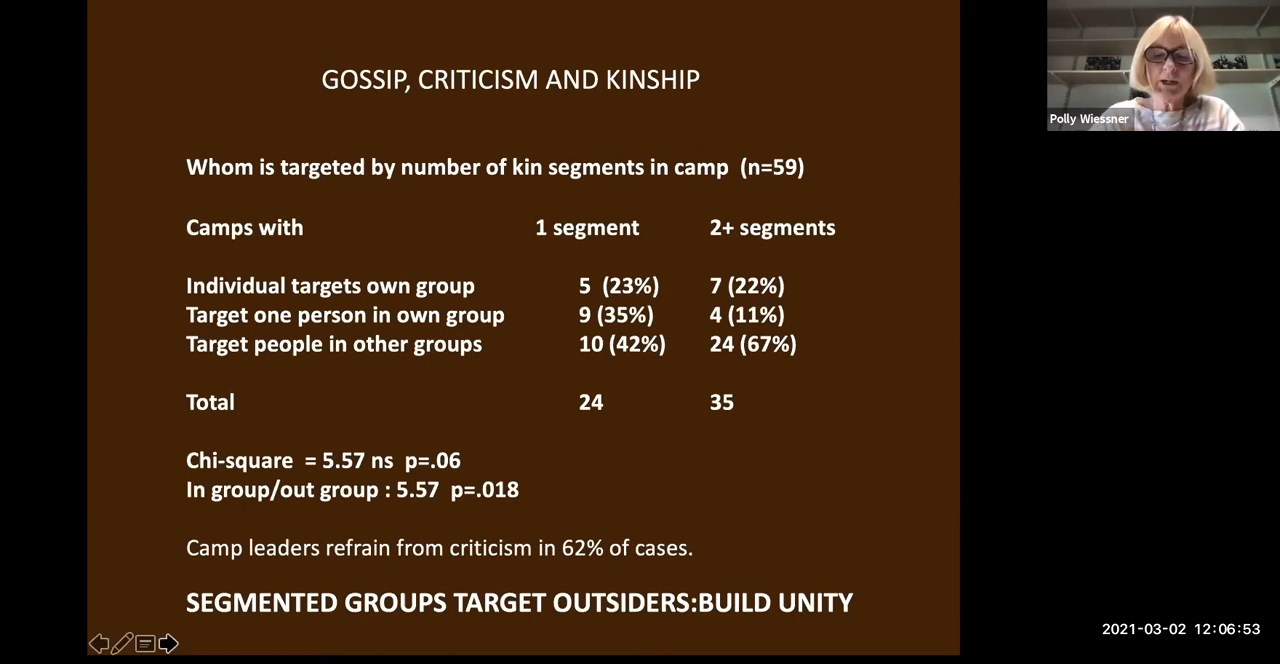 GOSSIP, CRITICISM AND KINSHIP
Whom is targeted by number of kin segments in camp (n=59)
Camps with 1 segment 2+ segments
Individual targets own group 5 (23%) 7 (22%)
Target one person in own group 9 (35%) 4 (11%)
Target people in other groups 10 (42%) 24 (67%)
Total 24 35
Chi-square = 5.57 ns p=.06
In group/out group : 5.57 p=.018
Camp leaders refrain from criticism in 62% of cases.
SEGMENTED GROUPS TARGET OUTSIDERS:BUILD UNITY
Polly Wiessner
2021-03-02 12:06:53